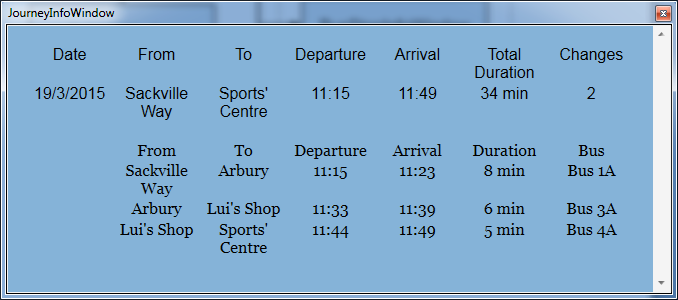 JourneyInfoWindow
Date From To Departure Arrival Total Duration Changes
19/3/2015 Sackville Way Sports' Centre 11:15 11:49 34 min 2
From To Departure Arrival Duration Bus
Sackville Way Arbury 11:15 11:23 8 min Bus 1A
Arbury Lui's Shop 11:33 11:39 6 min Bus 3A
Lui's Shop Sports' Centre 11:44 11:49 5 min Bus 4A